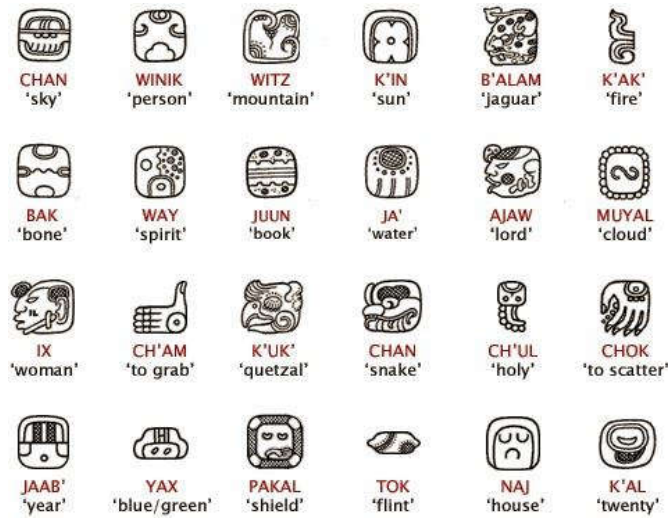 CHAN WINIK WITZ K'IN B'ALAM K'AK'
'sky' 'person' 'mountain' 'sun' 'jaguar' 'fire'
BAK WAY JUUN JA' AJAW MUYAL
'bone' 'spirit' 'book' 'water' 'lord' 'cloud'
IX CH'AM K'UK' CHAN CH'UL CHOK
'woman' 'to grab' 'quetzal' 'snake' 'holy' 'to scatter'
JAAB' YAX PAKAL TOK NAJ K'AL
'year' 'blue/green' 'shield' 'flint' 'house' 'twenty'